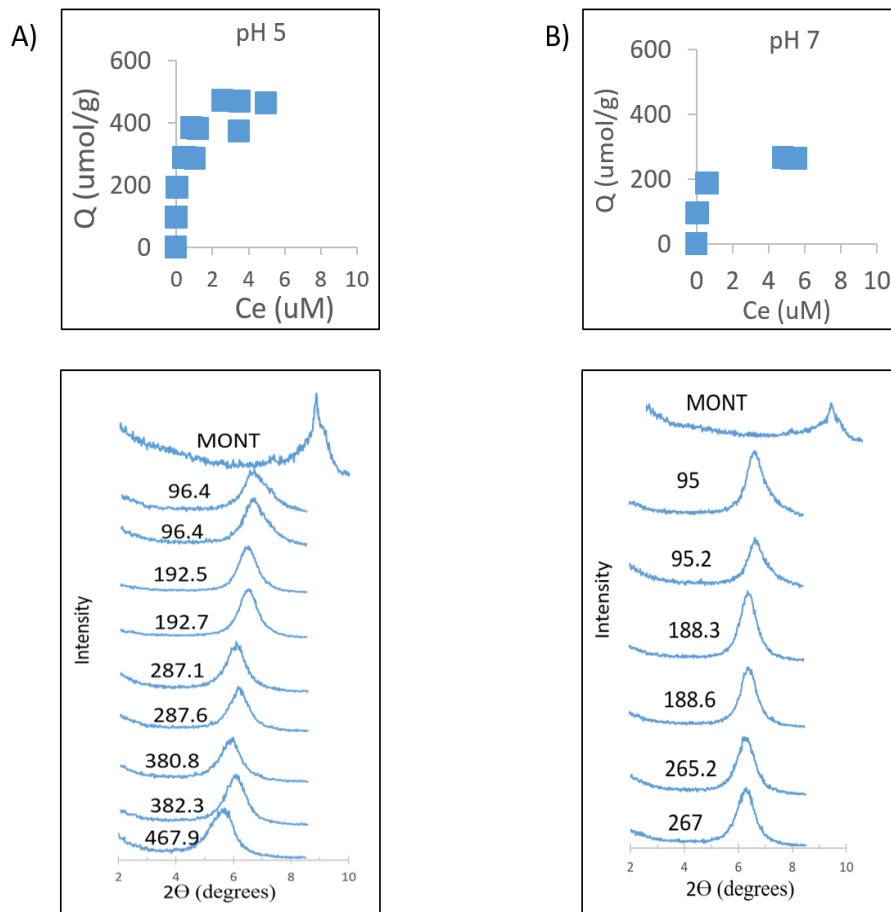 A)
pH 5
Q (umol/g)
600
400
200
0
0 2 4 6 8 10
Ce (uM)
B)
pH 7
Q (umol/g)
600
400
200
0
0 2 4 6 8 10
Ce (uM)
Intensity
MONT
96.4
96.4
192.5
192.7
287.1
287.6
380.8
382.3
467.9
2 4 6 8 10
2Θ (degrees)
Intensity
MONT
95
95.2
188.3
188.6
265.2
267
2 4 6 8 10
2Θ (degrees)